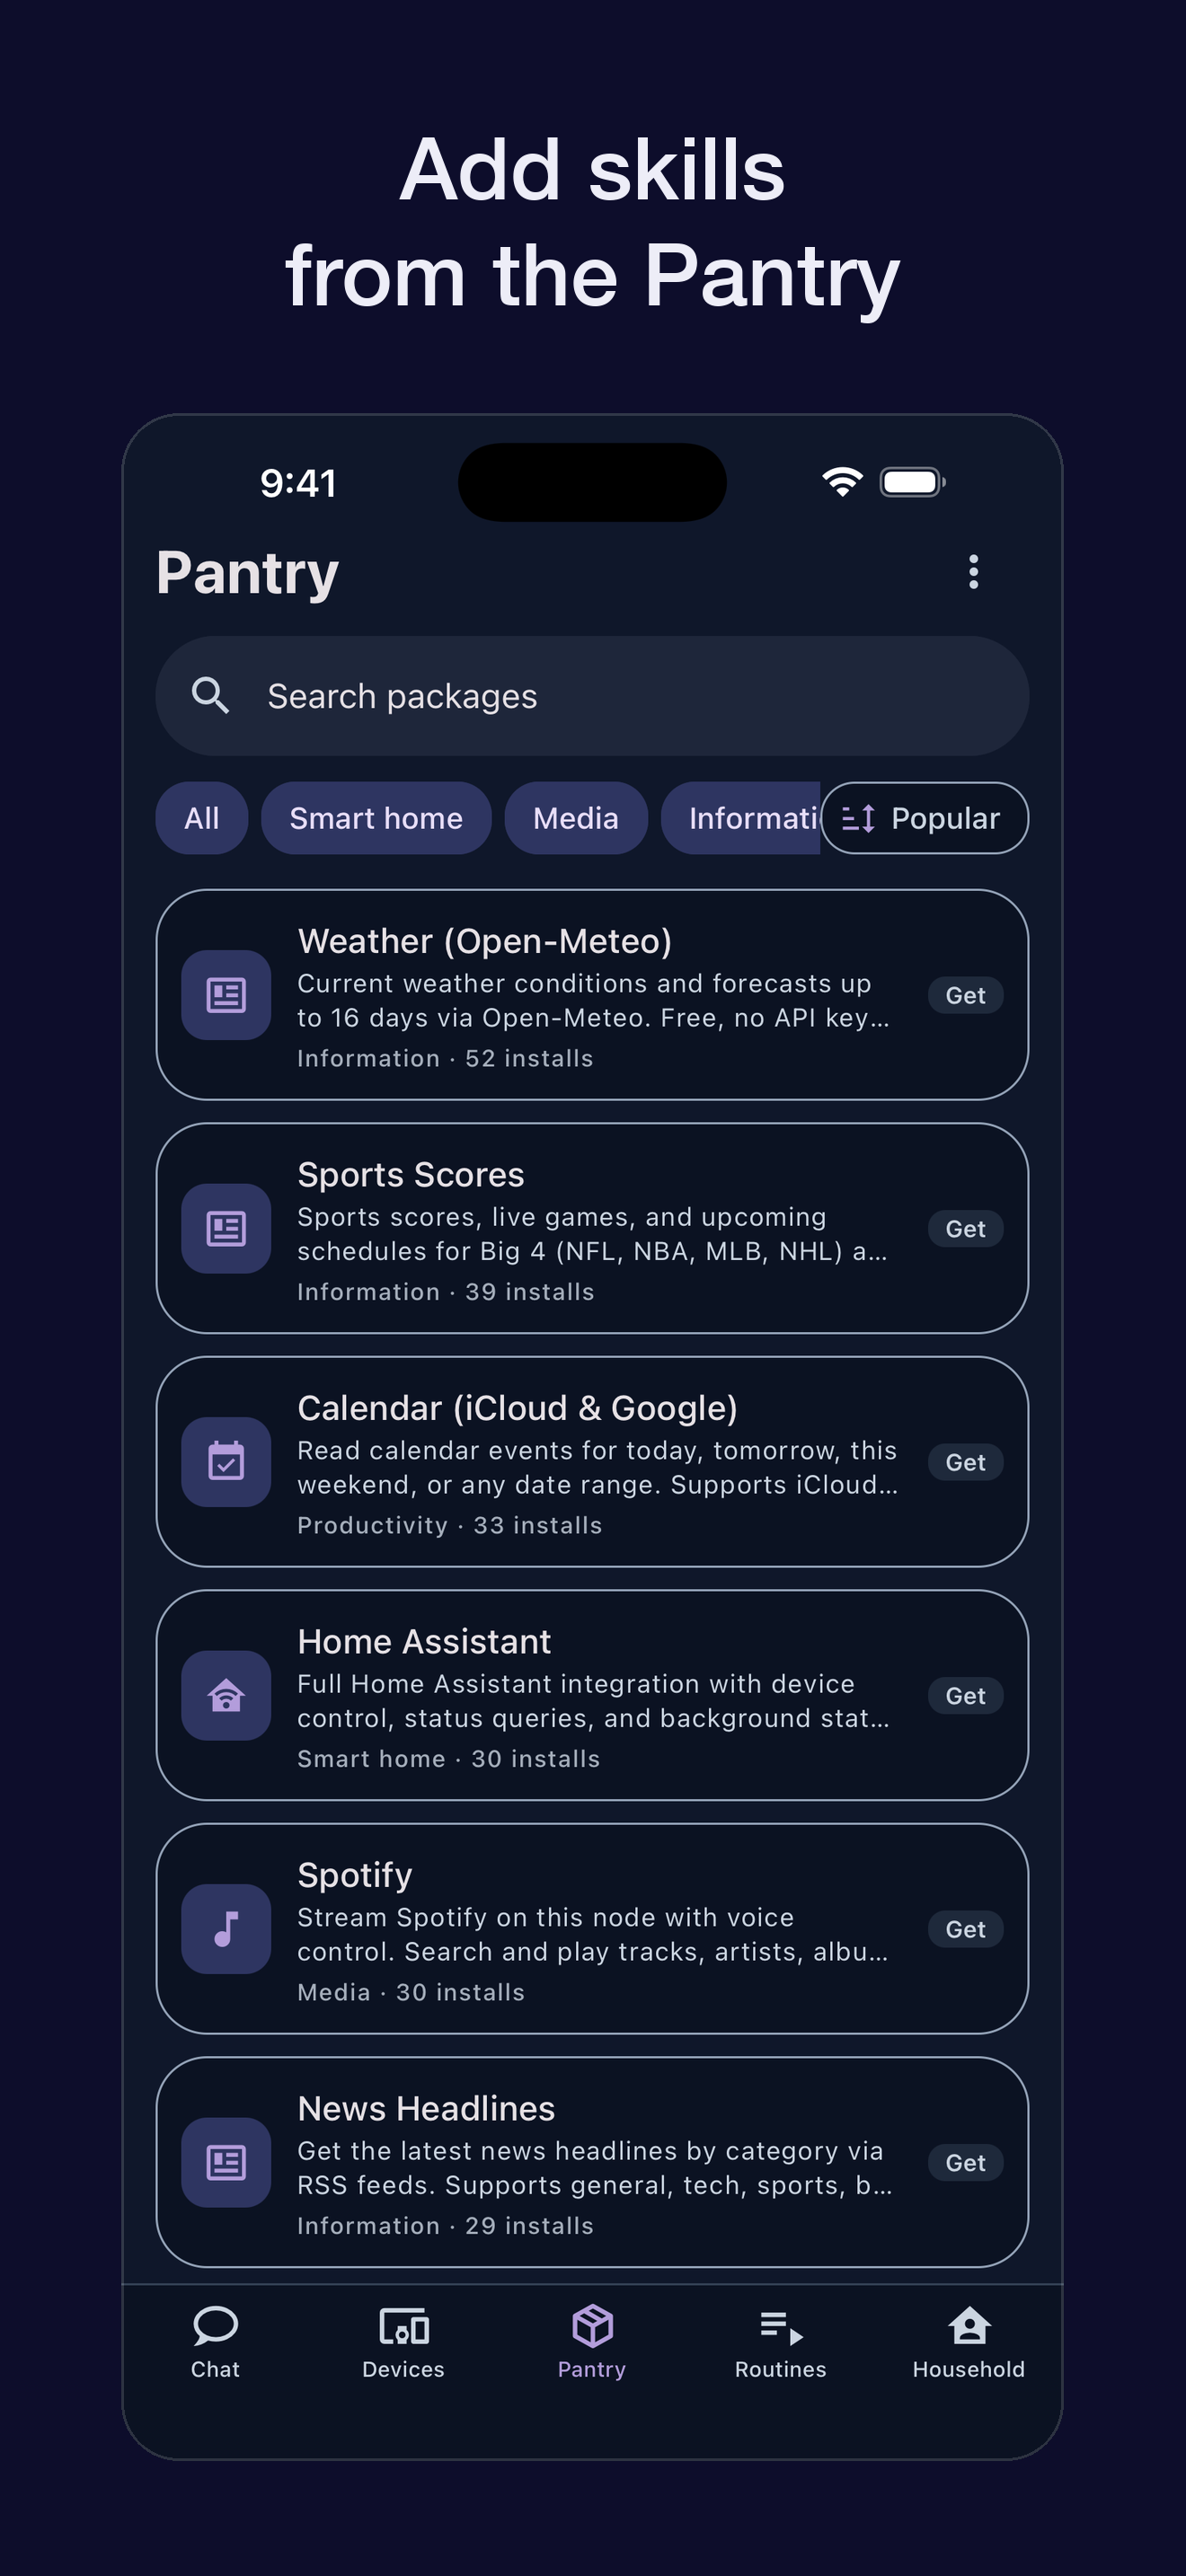 Add skills
from the Pantry
9:41
Pantry
Search packages
All
Smart home
Media
Informati
Popular
Weather (Open-Meteo)
Current weather conditions and forecasts up
to 16 days via Open-Meteo. Free, no API key...
Information · 52 installs
Get
Sports Scores
Sports scores, live games, and upcoming
schedules for Big 4 (NFL, NBA, MLB, NHL) a...
Information · 39 installs
Get
Calendar (iCloud & Google)
Read calendar events for today, tomorrow, this
weekend, or any date range. Supports iCloud...
Productivity · 33 installs
Get
Home Assistant
Full Home Assistant integration with device
control, status queries, and background stat...
Smart home · 30 installs
Get
Spotify
Stream Spotify on this node with voice
control. Search and play tracks, artists, albu...
Media · 30 installs
Get
News Headlines
Get the latest news headlines by category via
RSS feeds. Supports general, tech, sports, b...
Information · 29 installs
Get
Chat
Devices
Pantry
Routines
Household